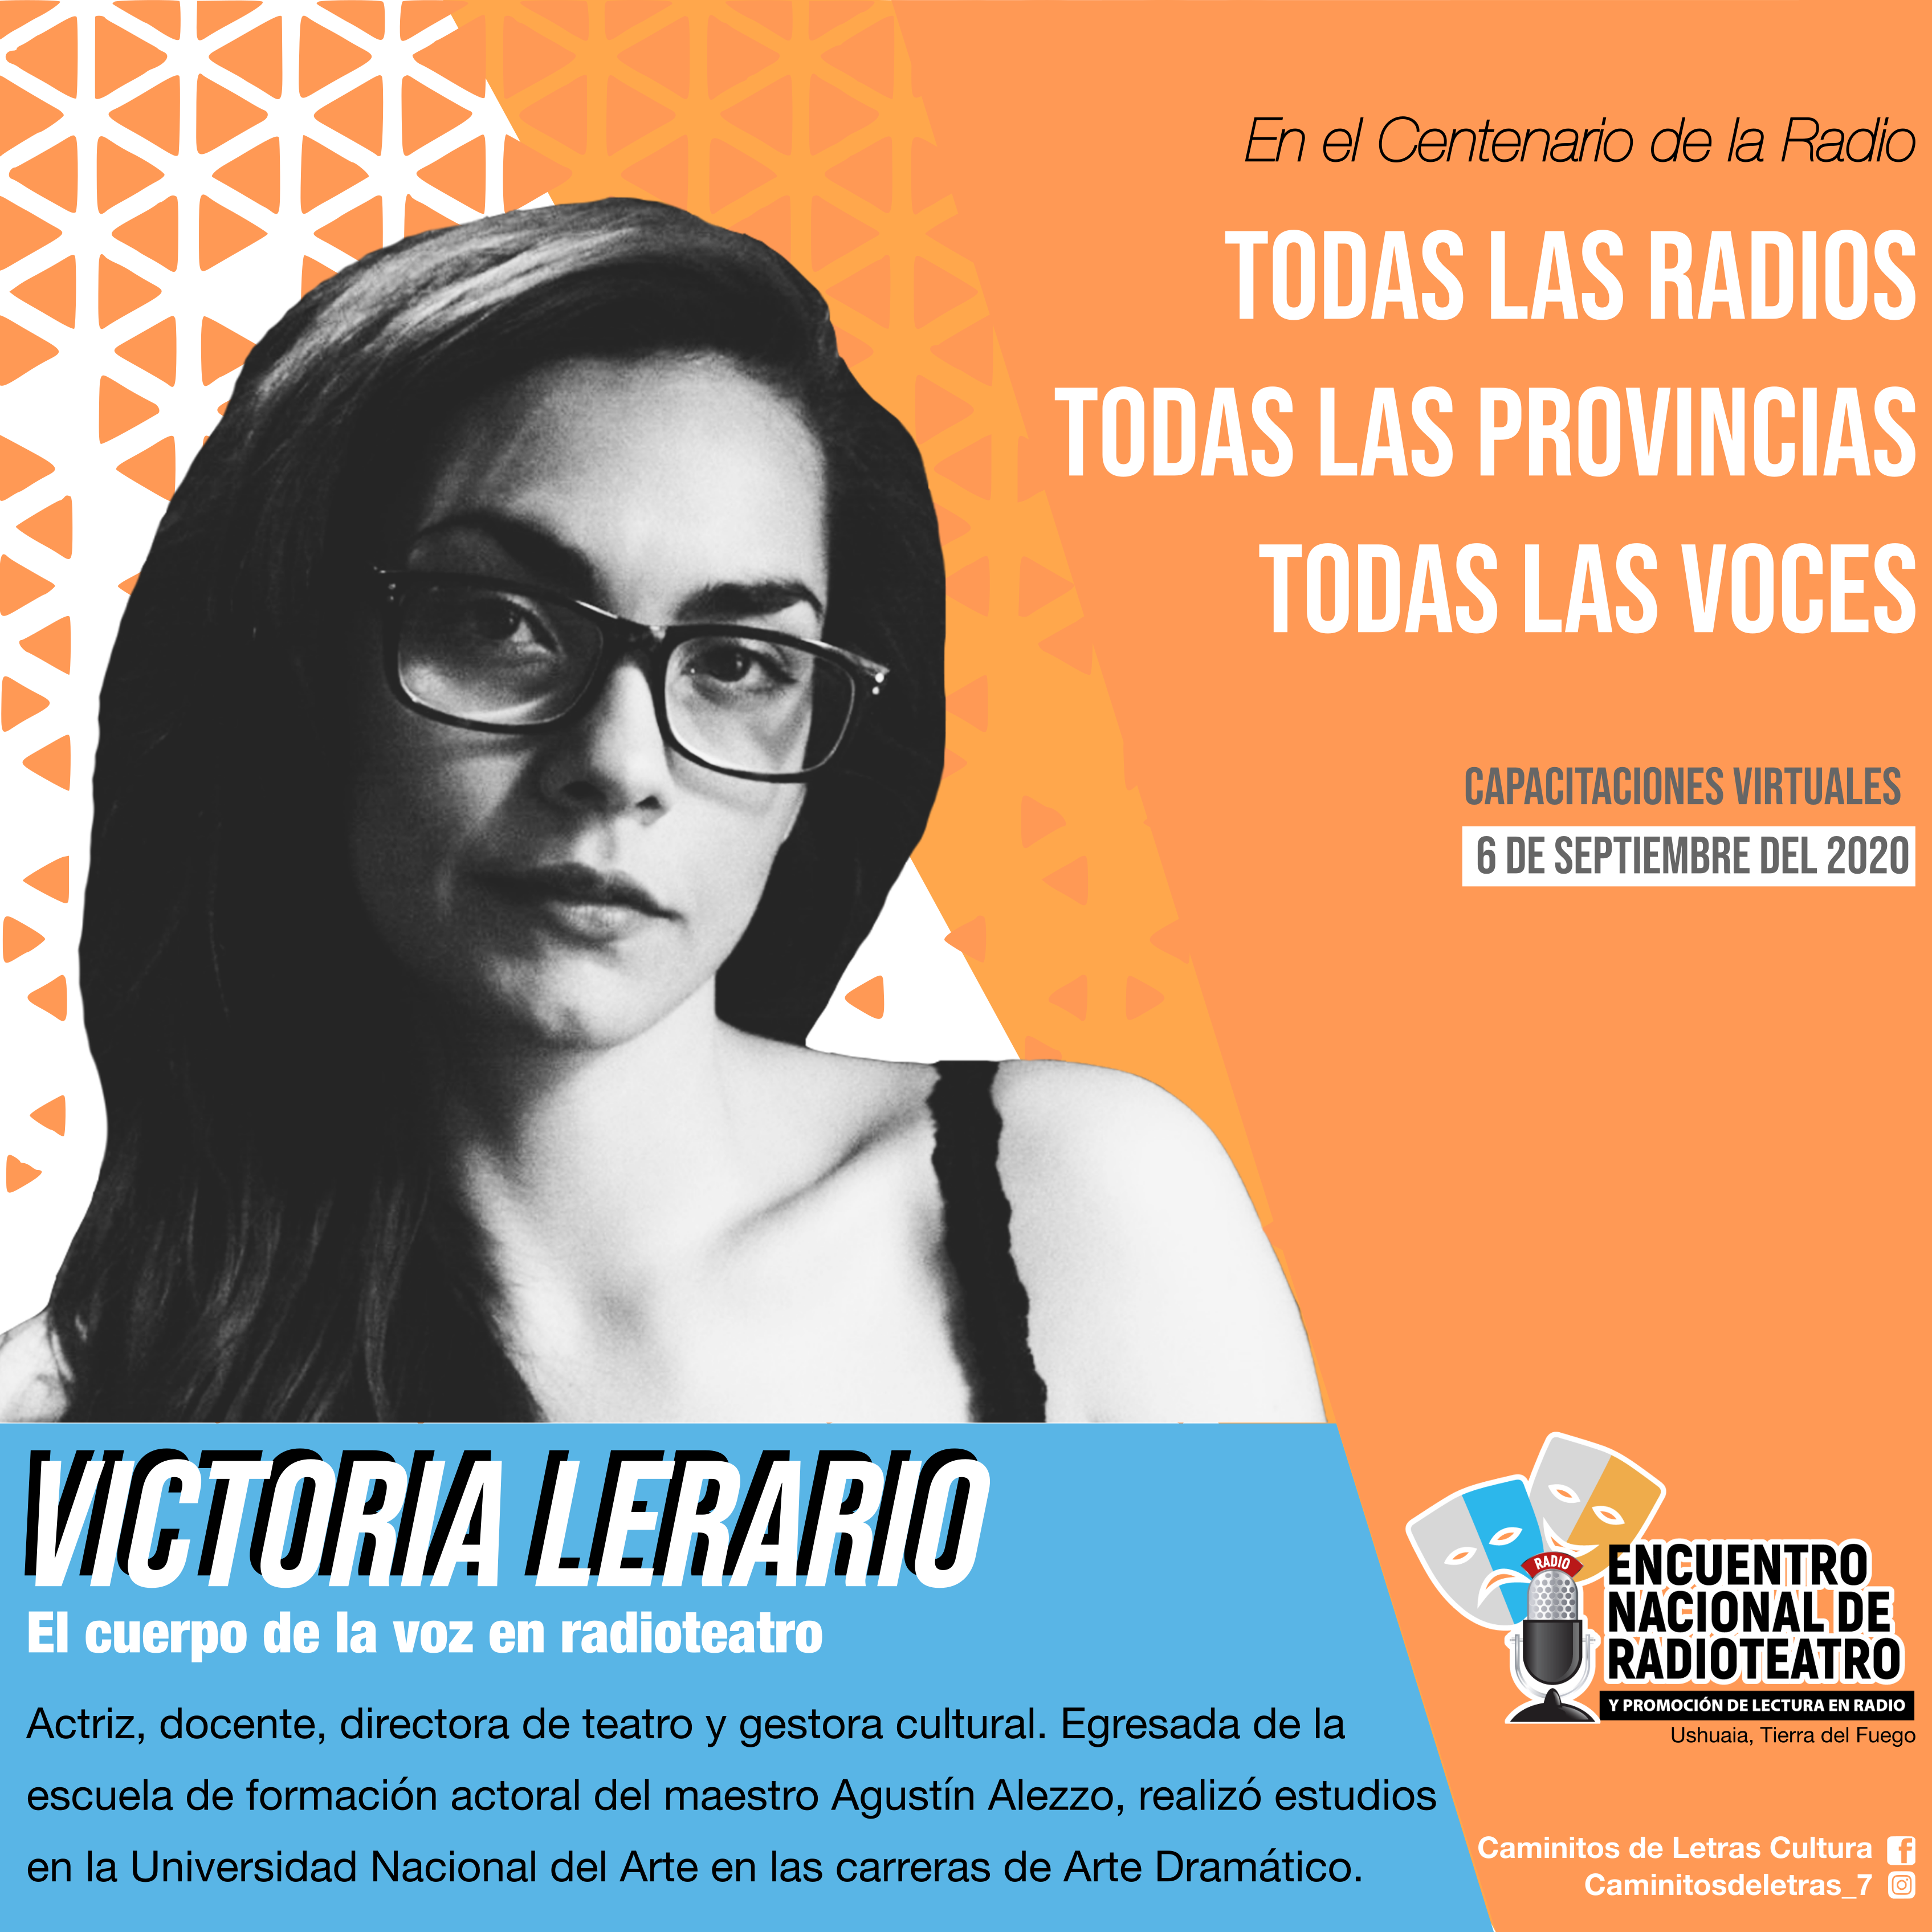 En el Centenario de la Radio
TODAS LAS RADIOS
TODAS LAS PROVINCIAS
TODAS LAS VOCES
CAPACITACIONES VIRTUALES
6 DE SEPTIEMBRE DEL 2020
VICTORIA LERARIO
El cuerpo de la voz en radioteatro
Actriz, docente, directora de teatro y gestora cultural. Egresada de la
escuela de formación actoral del maestro Agustín Alezzo, realizó estudios
en la Universidad Nacional del Arte en las carreras de Arte Dramático.
RADIO
ENCUENTRO
NACIONAL DE
RADIOTEATRO
Y PROMOCIÓN DE LECTURA EN RADIO
Ushuaia, Tierra del Fuego
Caminitos de Letras Cultura
Caminitosdeletras_7